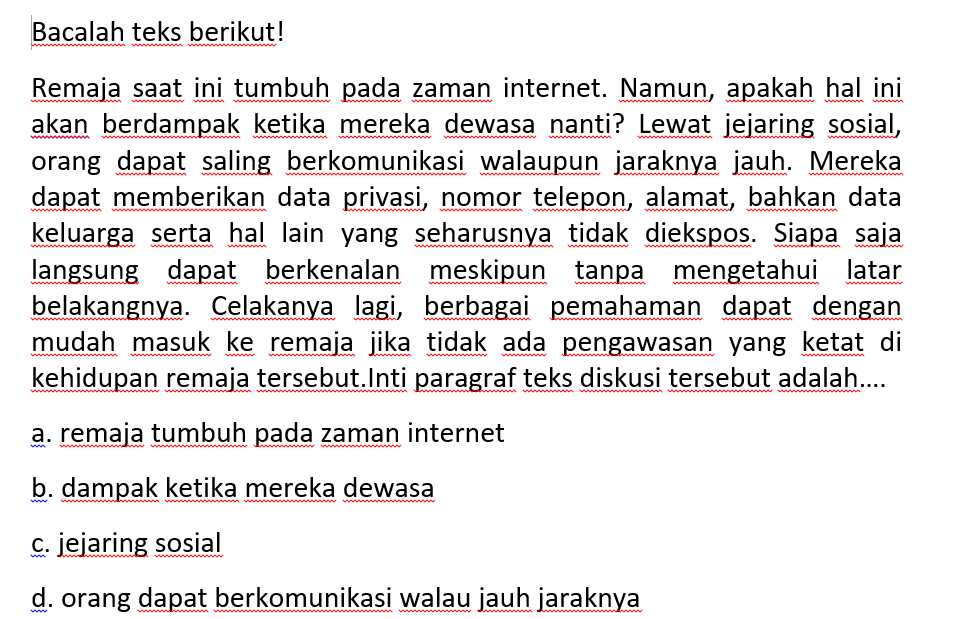 Bacalah teks berikut!
Remaja saat ini tumbuh pada zaman internet. Namun, apakah hal ini
akan berdampak ketika mereka dewasa nanti? Lewat jejaring sosial,
orang dapat saling berkomunikasi walaupun jaraknya jauh. Mereka
dapat memberikan data privasi, nomor telepon, alamat, bahkan data
keluarga serta hal lain yang seharusnya tidak diekspos. Siapa saja
langsung dapat berkenalan meskipun tanpa mengetahui latar
belakangnya. Celakanya lagi, berbagai pemahaman dapat dengan
mudah masuk ke remaja jika tidak ada pengawasan yang ketat di
kehidupan remaja tersebut.Inti paragraf teks diskusi tersebut adalah....
a. remaja tumbuh pada zaman internet
b. dampak ketika mereka dewasa
c. jejaring sosial
d. orang dapat berkomunikasi walau jauh jaraknya